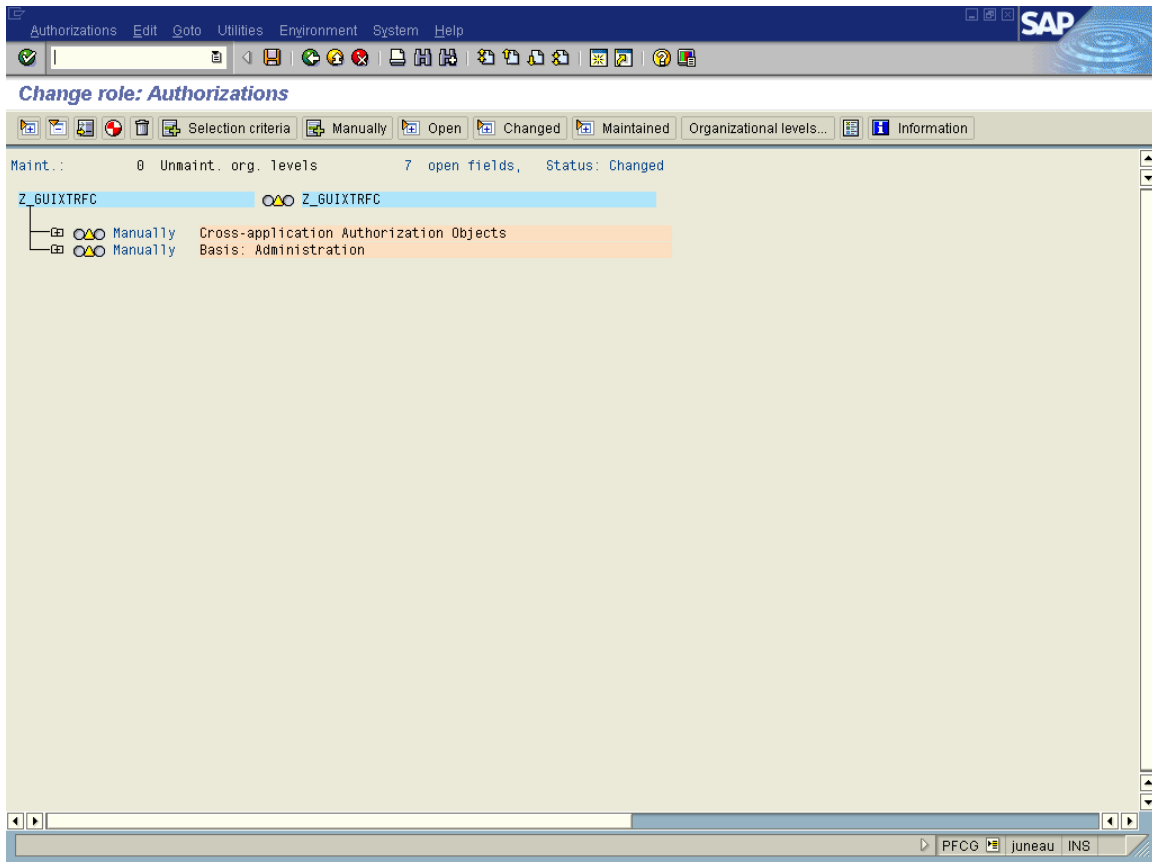 Authorizations Edit Goto Utilities Environment System Help
SAP
Change role: Authorizations
Selection criteria Manually Open Changed Maintained Organizational levels... Information
Maint.: 0 Unmaint. org. levels 7 open fields, Status: Changed
Z_GUIXTRFC Z_GUIXTRFC
Manually Cross-application Authorization Objects
Manually Basis: Administration
PFCG juneau INS